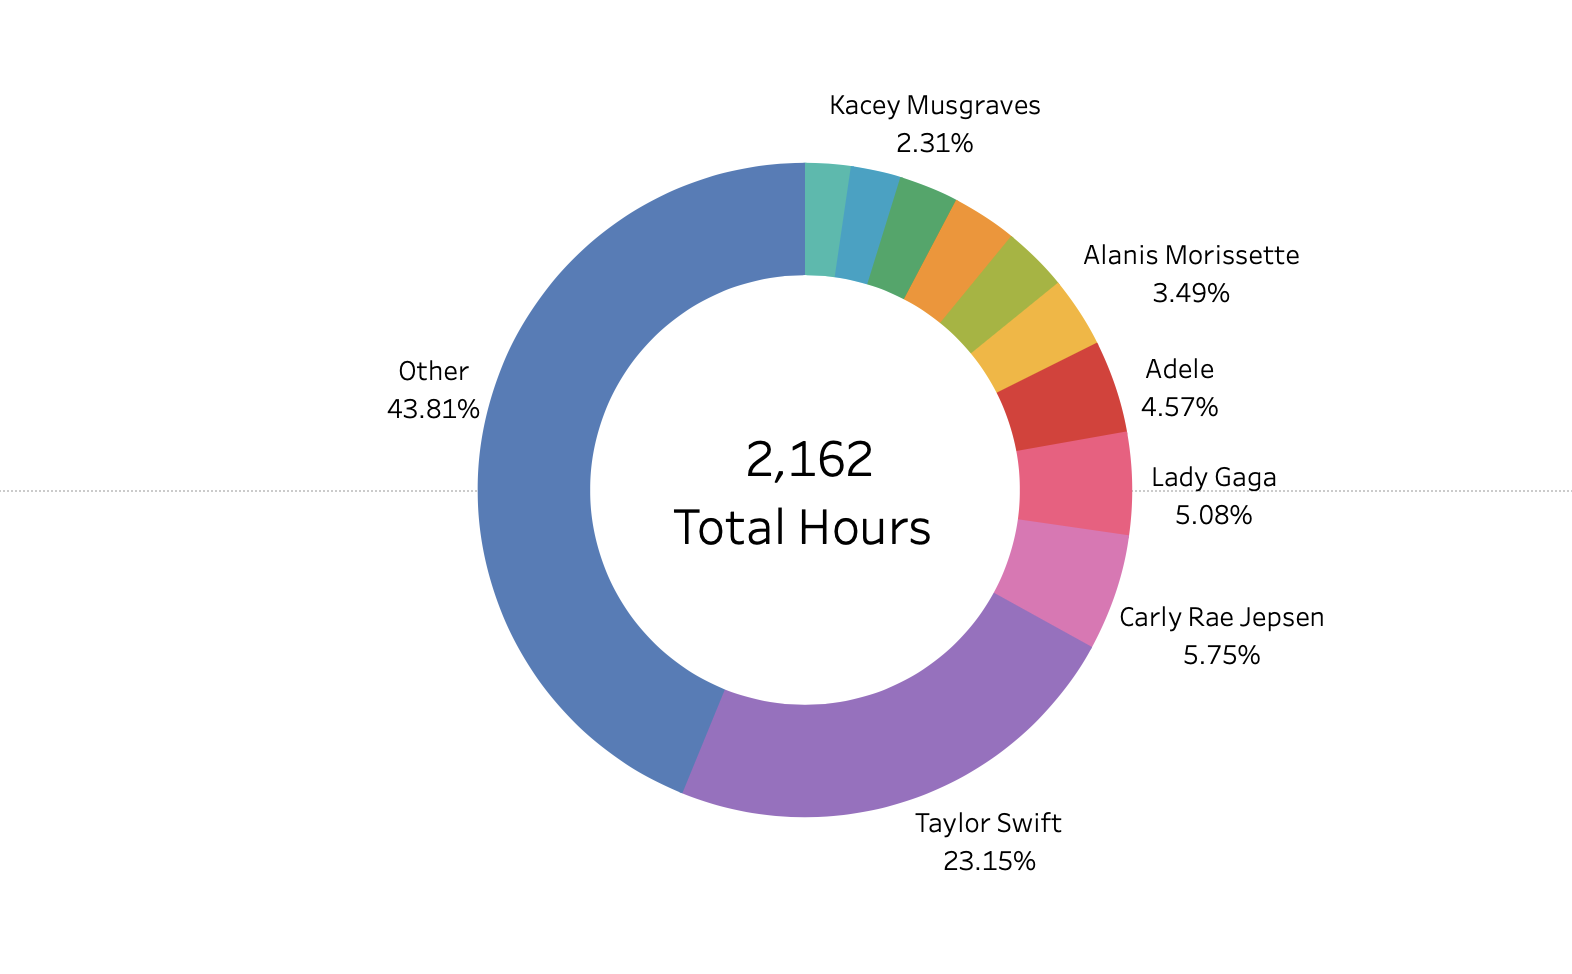 Kacey Musgraves
2.31%
Alanis Morissette
3.49%
Adele
4.57%
Other
43.81%
2,162
Total Hours
Lady Gaga
5.08%
Carly Rae Jepsen
5.75%
Taylor Swift
23.15%